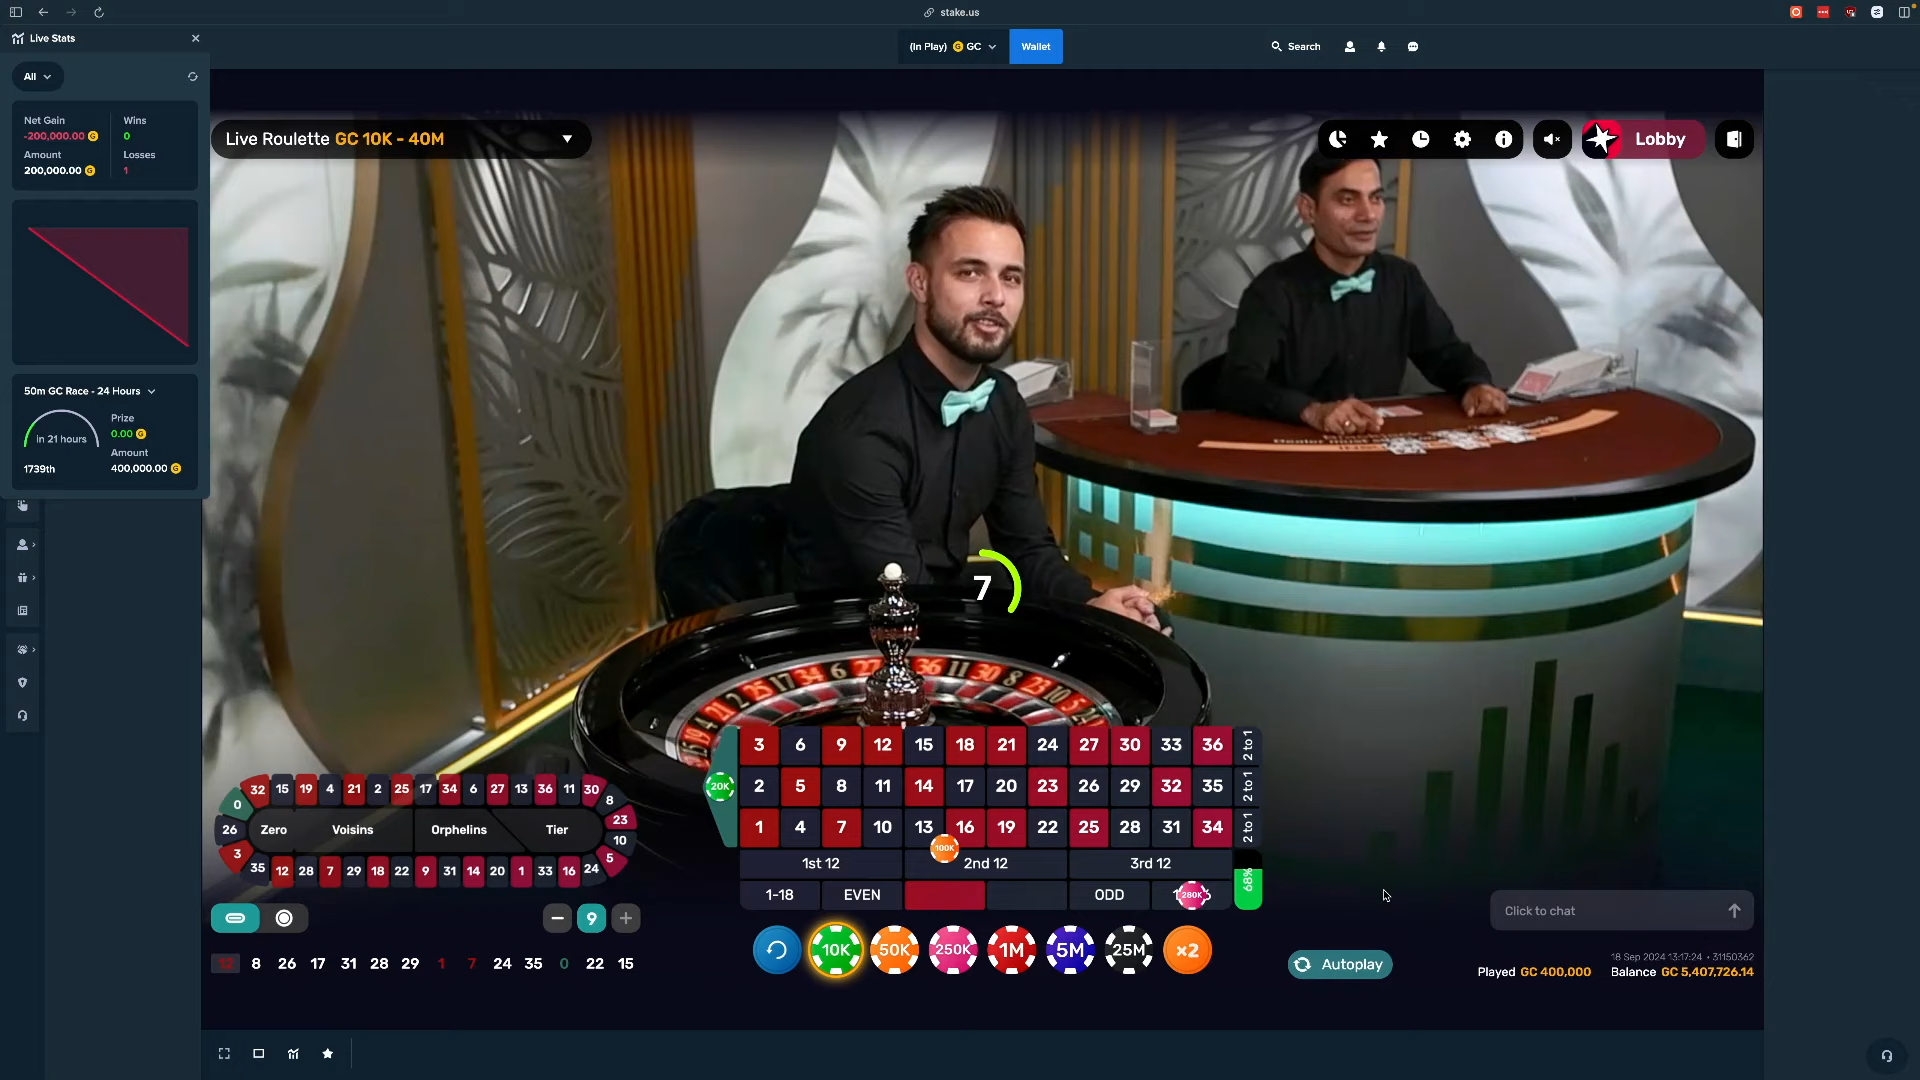 stake.us
Live Stats
(In Play) GC
Wallet
Search
All
Net Gain
Wins
-200,000.00
0
Amount
Losses
200,000.00
1
Live Roulette GC 10K - 40M
Lobby
50m GC Race - 24 Hours
In 21 hours
Prize
0.00
Amount
1739th
400,000.00
7
3 6 9 12 15 18 21 24 27 30 33 36 2 to 1
20K
2 5 8 11 14 17 20 23 26 29 32 35 2 to 1
1 4 7 10 13 16 19 22 25 28 31 34 2 to 1
100K
1st 12 2nd 12 3rd 12
1-18 EVEN ODD
280K
68%
32 15 19 4 21 2 25 17 34 6 27 13 36 11 30 8
0 23
26 Zero Voisins Orphelins Tier 10
3 5
35 12 28 7 29 18 22 9 31 14 20 1 33 16 24
9
12 8 26 17 31 28 29 1 7 24 35 0 22 15
10K 50K 250K 1M 5M 25M x2
Autoplay
Click to chat
18 Sep 2024 13:17:24 • 31150362
Played GC 400,000 Balance GC 5,407,726.14